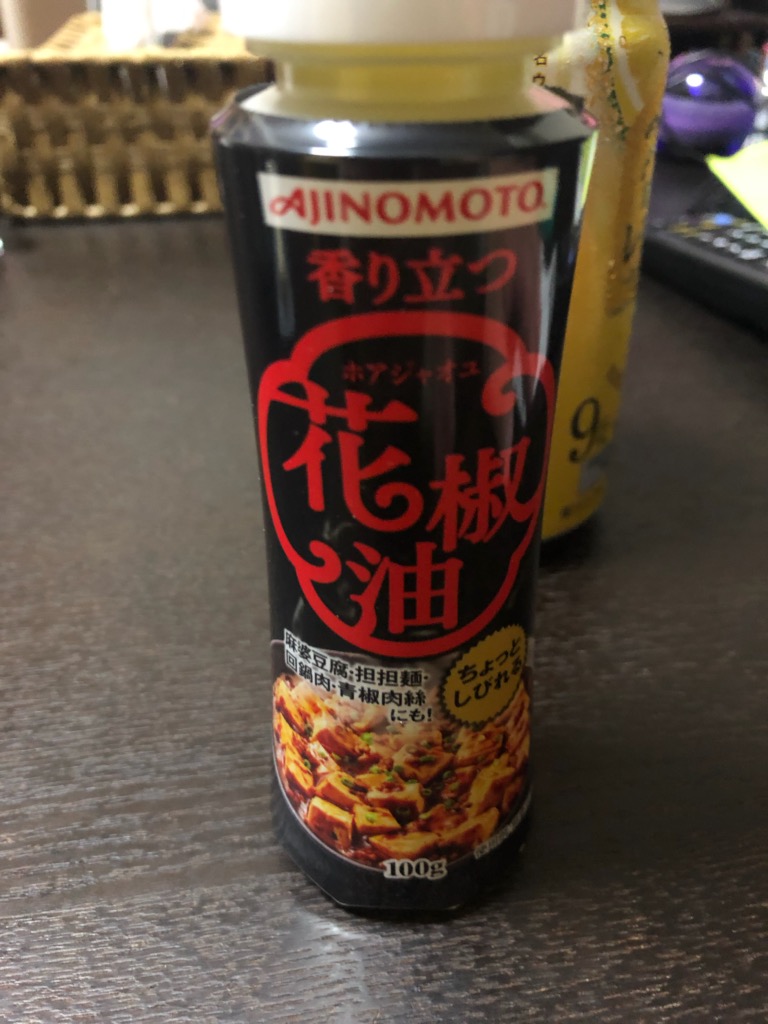 AJINOMOTO
香り立つ
ホアジャオユ
花椒
油
麻婆豆腐・担担麺・
回鍋肉・青椒肉絲
にも!
ちょっと
しびれる
100g
9